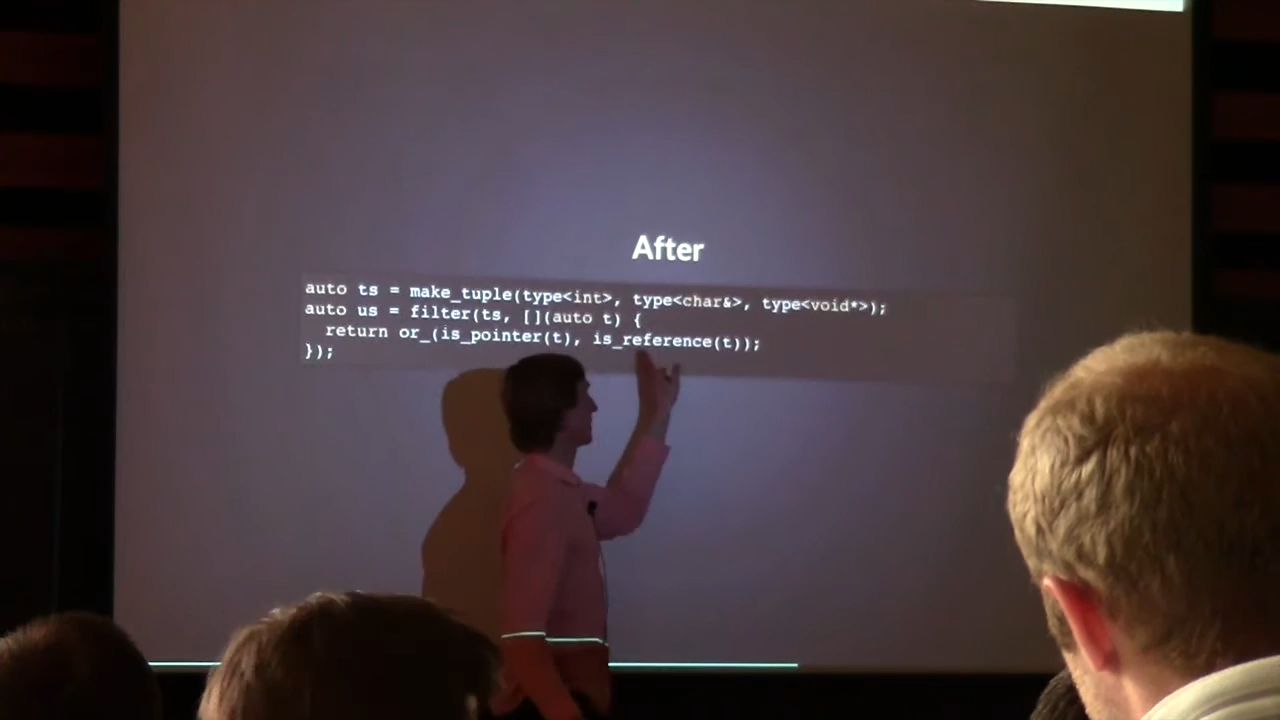 After
auto ts = make_tuple(type<int>, type<char&>, type<void*>);
auto us = filter(ts, [](auto t) {
  return or_(is_pointer(t), is_reference(t));
});